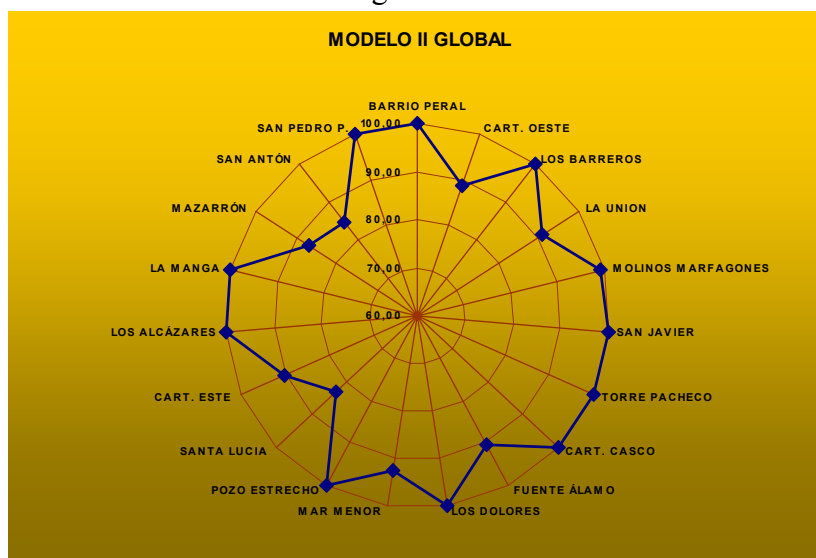 MODELO II GLOBAL
BARRIO PERAL
CART. OESTE
LOS BARREROS
LA UNION
MOLINOS MARFAGONES
SAN JAVIER
TORRE PACHECO
CART. CASCO
FUENTE ÁLAMO
LOS DOLORES
MAR MENOR
POZO ESTRECHO
SANTA LUCIA
CART. ESTE
LOS ALCÁZARES
LA MANGA
MAZARRÓN
SAN ANTÓN
SAN PEDRO P.
100,00
90,00
80,00
70,00
60,00